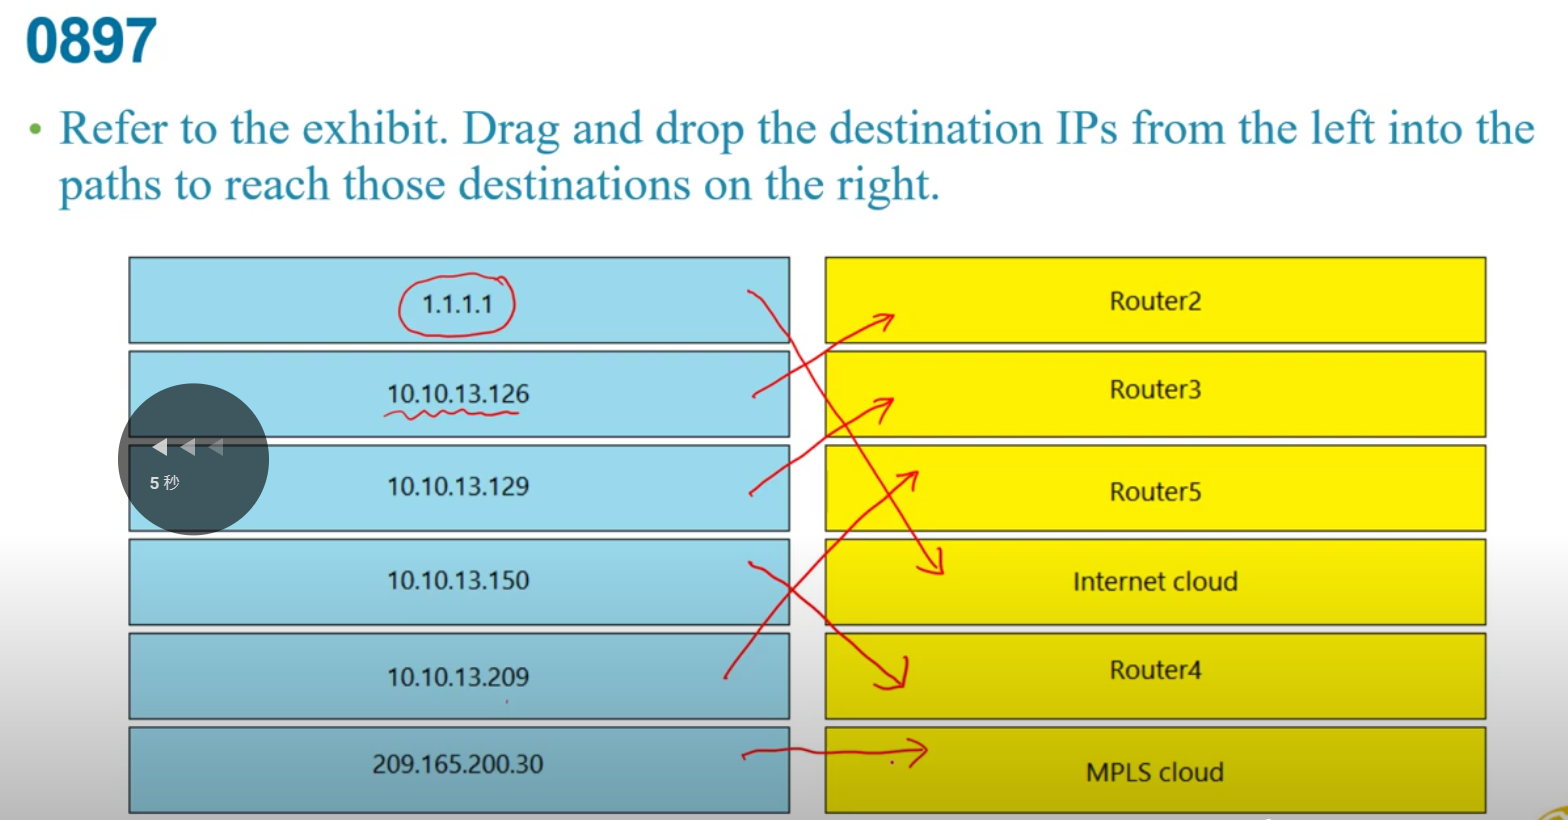 0897
• Refer to the exhibit. Drag and drop the destination IPs from the left into the
paths to reach those destinations on the right.
1.1.1.1
Router2
10.10.13.126
Router3
5 秒
10.10.13.129
Router5
10.10.13.150
Internet cloud
10.10.13.209
Router4
209.165.200.30
MPLS cloud